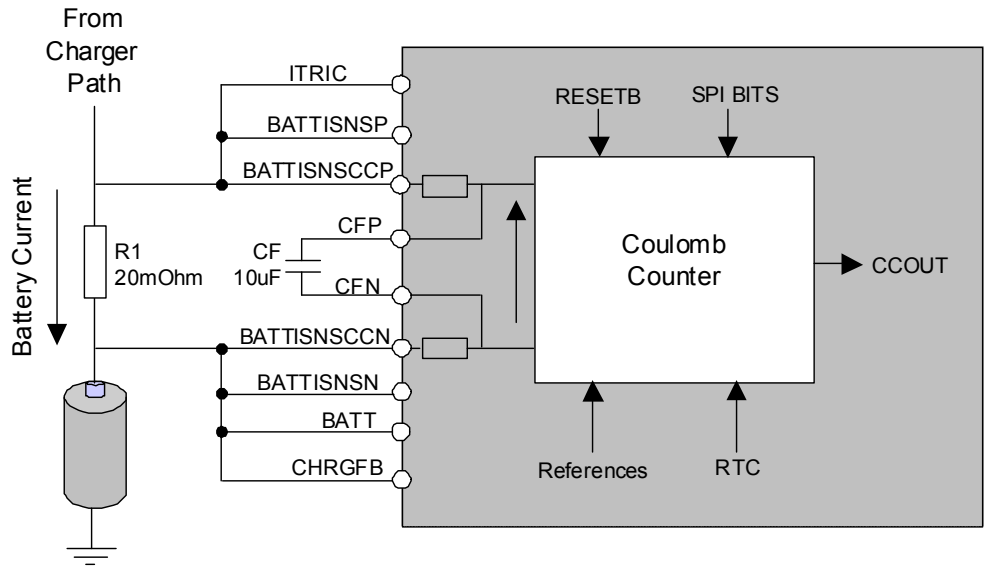 From
Charger
Path
Battery Current
R1
20mOhm
ITRIC
BATTISNSP
BATTISNSCCP
CFP
CF
10uF
CFN
BATTISNSCCN
BATTISNSN
BATT
CHRGFB
RESETB
SPI BITS
Coulomb
Counter
CCOUT
References
RTC